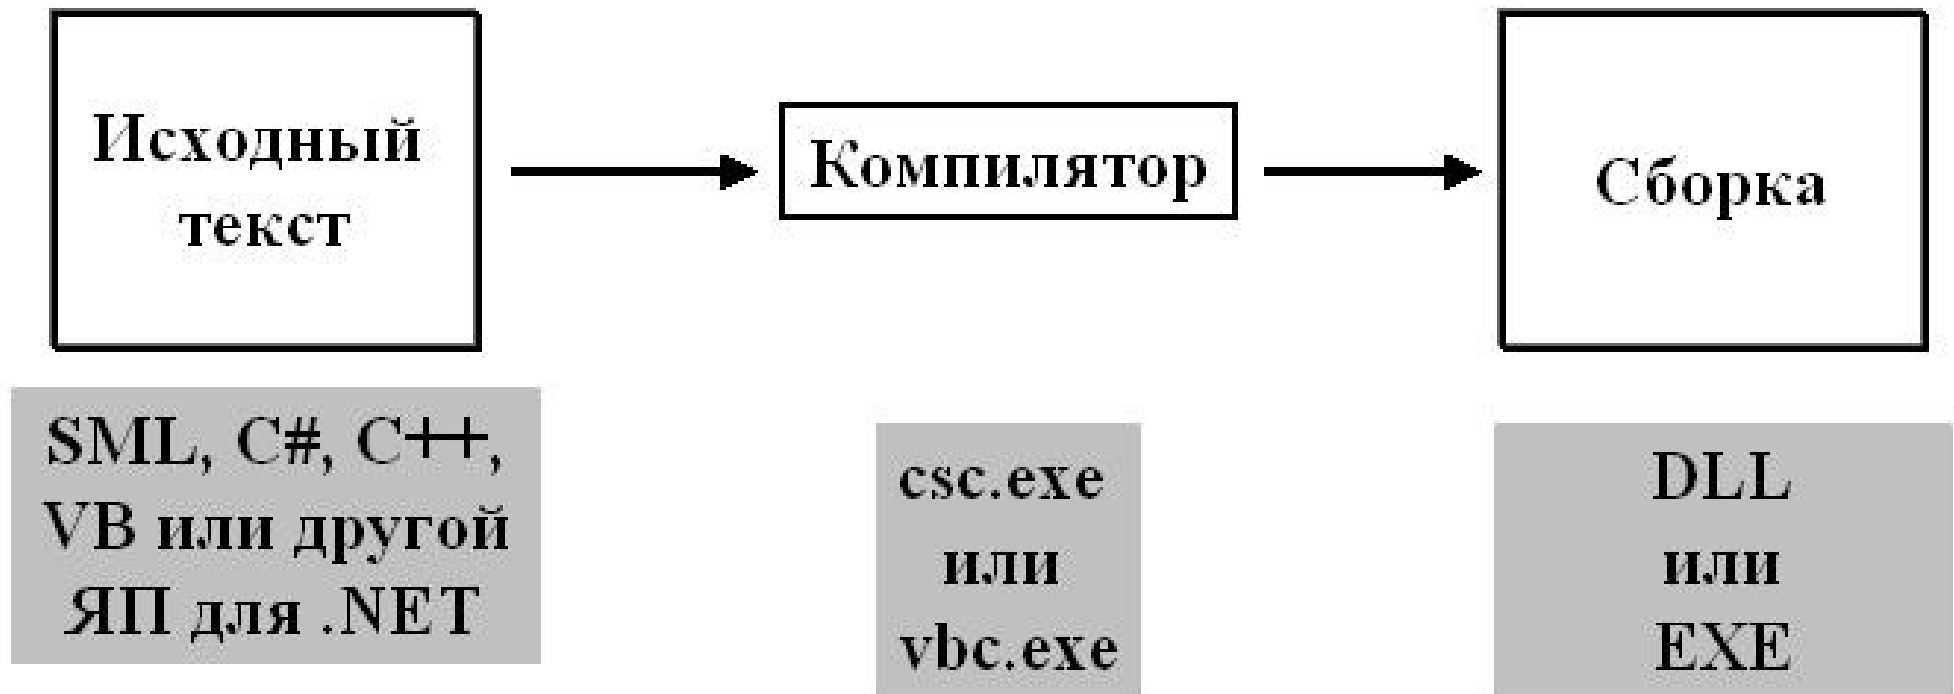 Исходный
текст
Компилятор
Сборка
SML, C#, C++,
VB или другой
ЯП для .NET
csc.exe
или
vbc.exe
DLL
или
EXE